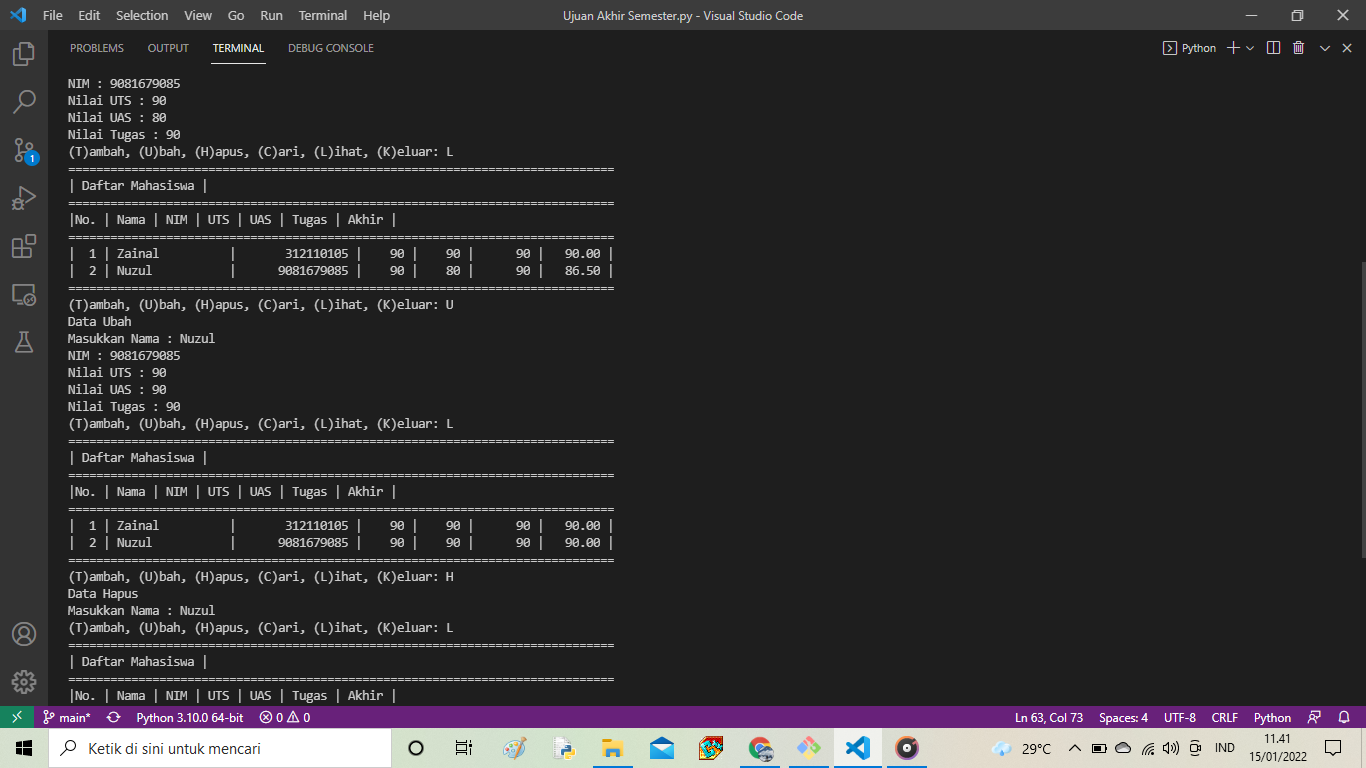 File Edit Selection View Go Run Terminal Help Ujuan Akhir Semester.py - Visual Studio Code
PROBLEMS OUTPUT TERMINAL DEBUG CONSOLE Python
NIM : 9081679085
Nilai UTS : 90
Nilai UAS : 80
Nilai Tugas : 90
(T)ambah, (U)bah, (H)apus, (C)ari, (L)ihat, (K)eluar: L
==============================================================================
| Daftar Mahasiswa |
==============================================================================
|No. | Nama | NIM | UTS | UAS | Tugas | Akhir |
==============================================================================
|  1 | Zainal          |       312110105 |    90 |    90 |      90 |   90.00 |
|  2 | Nuzul           |      9081679085 |    90 |    80 |      90 |   86.50 |
==============================================================================
(T)ambah, (U)bah, (H)apus, (C)ari, (L)ihat, (K)eluar: U
Data Ubah
Masukkan Nama : Nuzul
NIM : 9081679085
Nilai UTS : 90
Nilai UAS : 90
Nilai Tugas : 90
(T)ambah, (U)bah, (H)apus, (C)ari, (L)ihat, (K)eluar: L
==============================================================================
| Daftar Mahasiswa |
==============================================================================
|No. | Nama | NIM | UTS | UAS | Tugas | Akhir |
==============================================================================
|  1 | Zainal          |       312110105 |    90 |    90 |      90 |   90.00 |
|  2 | Nuzul           |      9081679085 |    90 |    90 |      90 |   90.00 |
==============================================================================
(T)ambah, (U)bah, (H)apus, (C)ari, (L)ihat, (K)eluar: H
Data Hapus
Masukkan Nama : Nuzul
(T)ambah, (U)bah, (H)apus, (C)ari, (L)ihat, (K)eluar: L
==============================================================================
| Daftar Mahasiswa |
==============================================================================
|No. | Nama | NIM | UTS | UAS | Tugas | Akhir |
1
main* Python 3.10.0 64-bit 0 0 Ln 63, Col 73 Spaces: 4 UTF-8 CRLF Python
Ketik di sini untuk mencari 29°C IND 11.41
15/01/2022